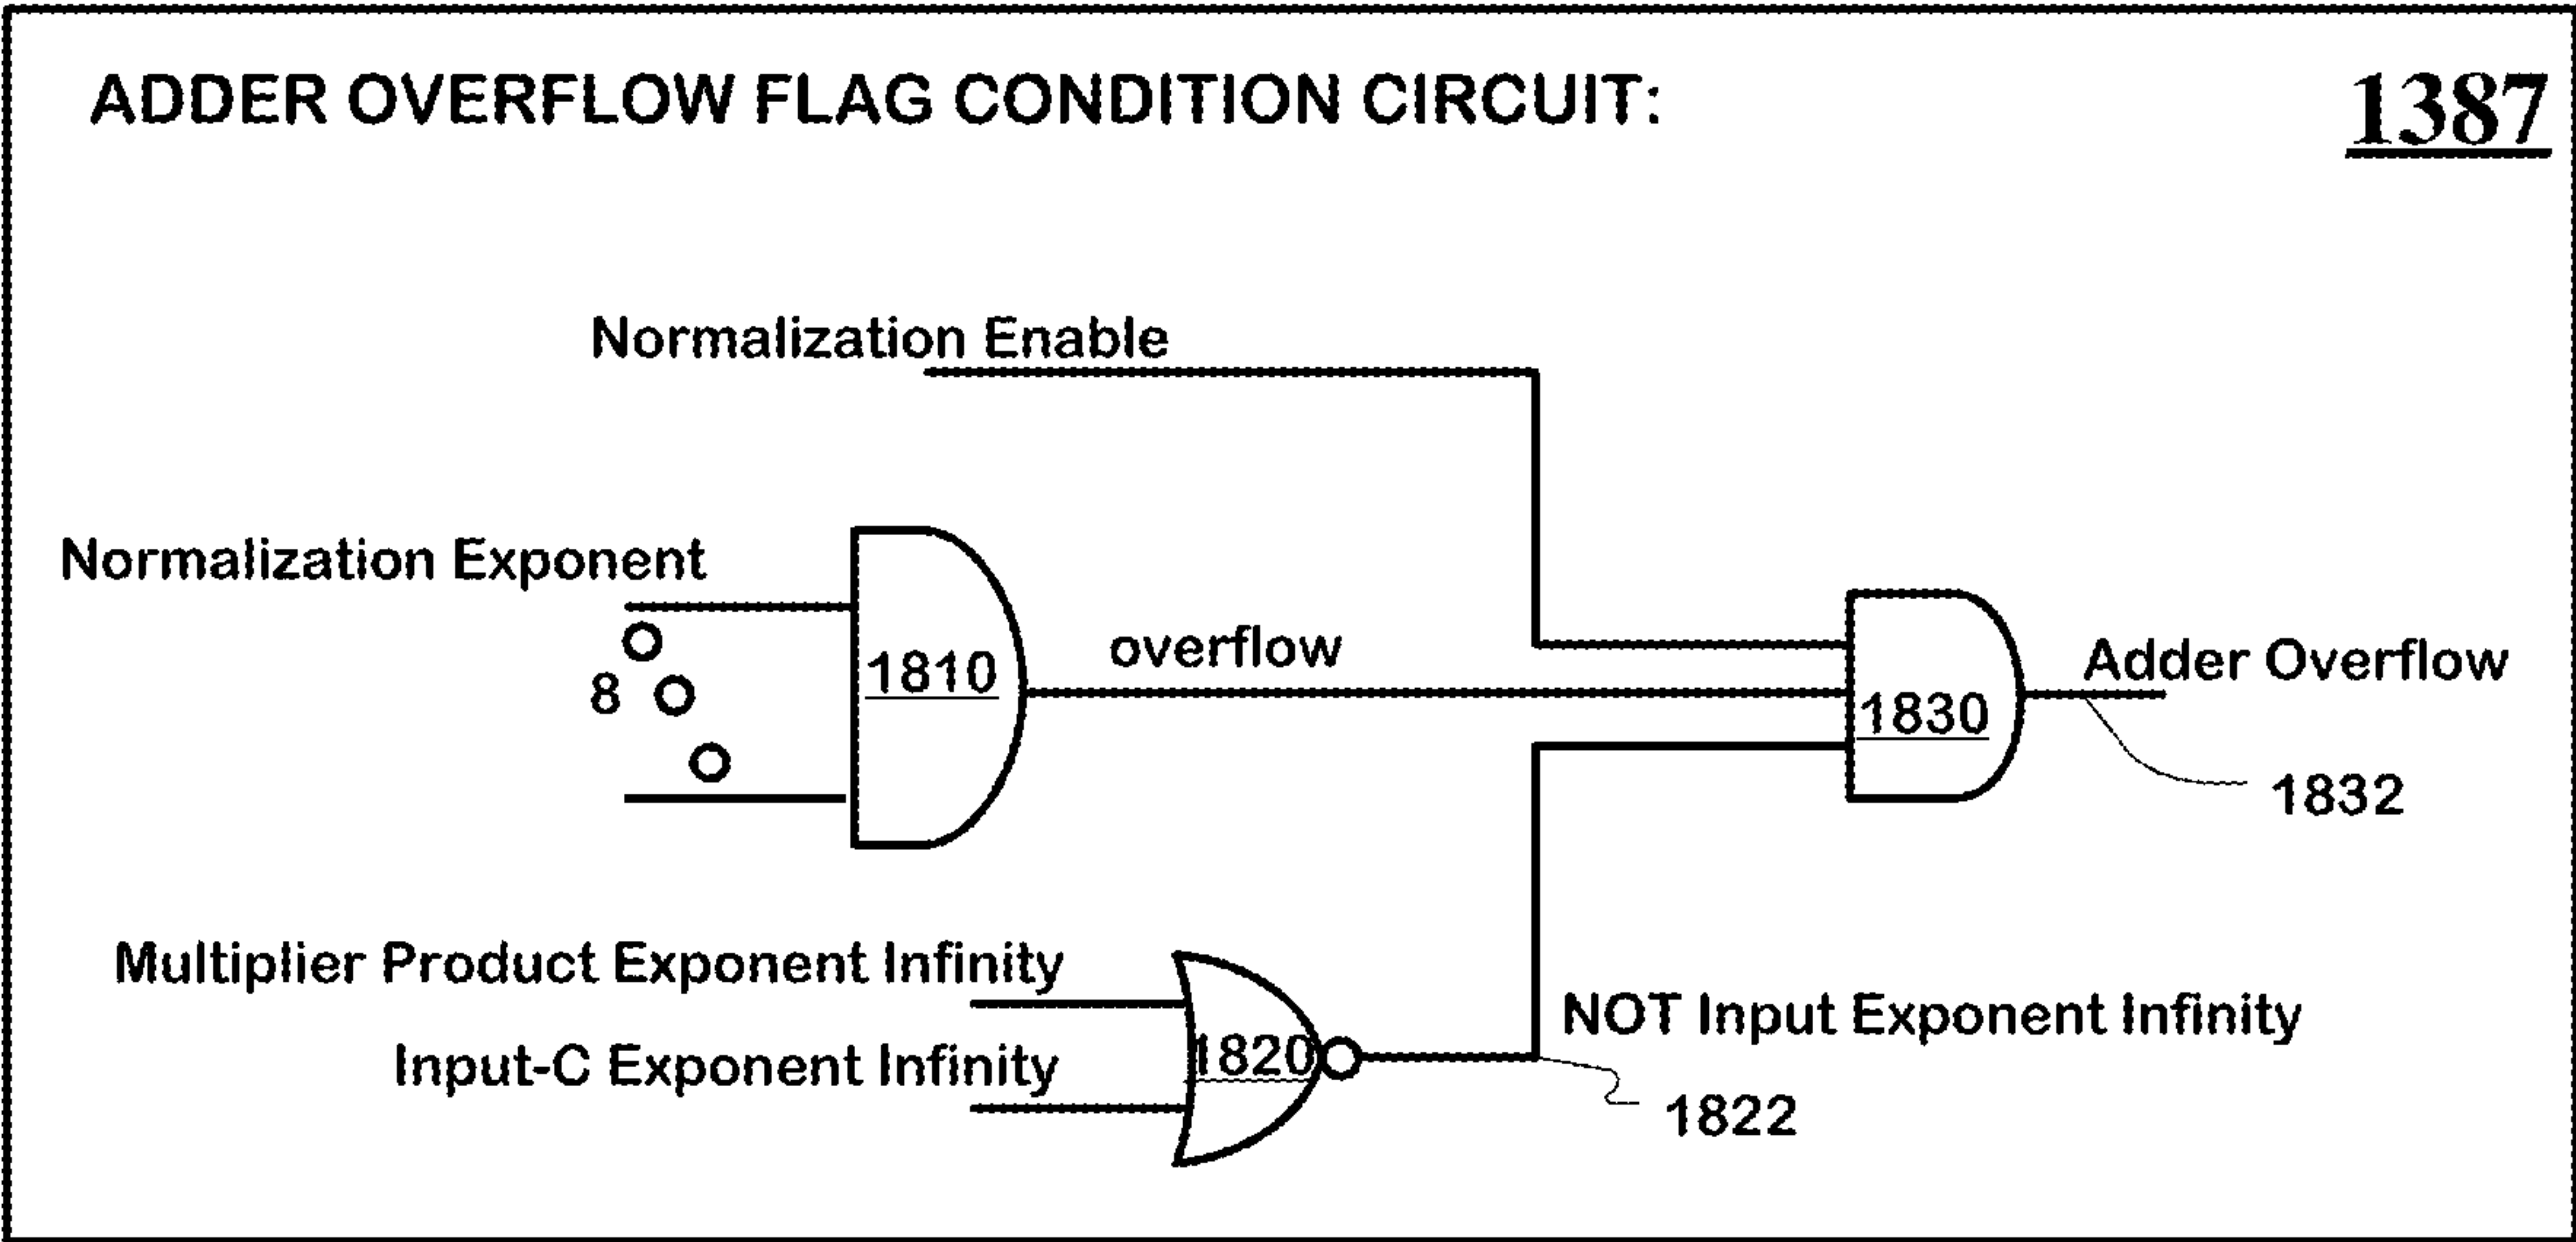 ADDER OVERFLOW FLAG CONDITION CIRCUIT:
1387
Normalization Enable
Normalization Exponent
8
1810
overflow
1830
Adder Overflow
1832
Multiplier Product Exponent Infinity
Input-C Exponent Infinity
1820
NOT Input Exponent Infinity
1822